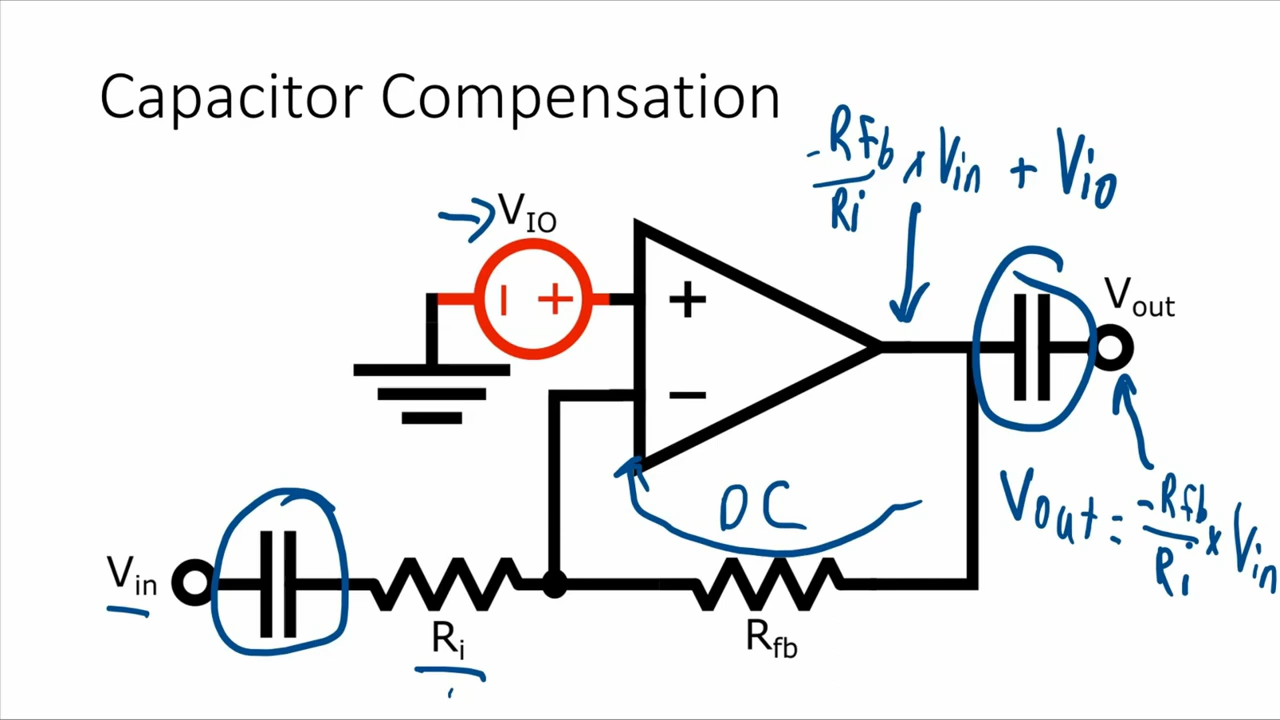 Capacitor Compensation
-Rfb/Ri × Vin + Vio
→ VIO
− +
+
Vout
−
DC
Vout = -Rfb/Ri × Vin
Vin
Ri
Rfb